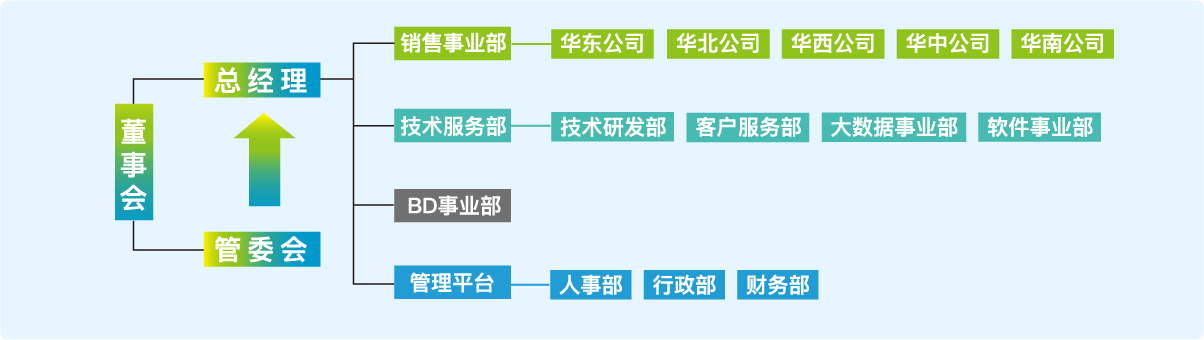 董事会
总经理
管委会
销售事业部
华东公司
华北公司
华西公司
华中公司
华南公司
技术服务部
技术研发部
客户服务部
大数据事业部
软件事业部
BD事业部
管理平台
人事部
行政部
财务部